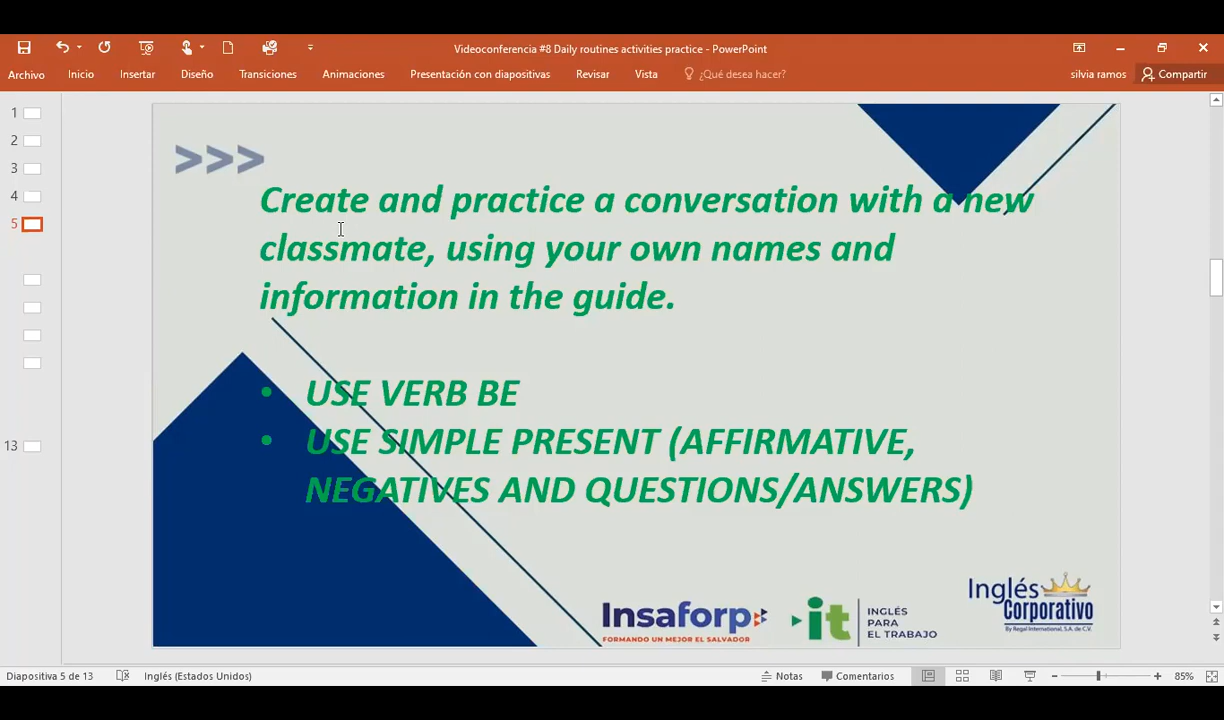 Videoconferencia #8 Daily routines activities practice - PowerPoint
Archivo Inicio Insertar Diseño Transiciones Animaciones Presentación con diapositivas Revisar Vista ¿Qué desea hacer? silvia ramos Compartir
1
2
3
4
5
13
>>>
Create and practice a conversation with a new
classmate, using your own names and
information in the guide.
• USE VERB BE
• USE SIMPLE PRESENT (AFFIRMATIVE,
NEGATIVES AND QUESTIONS/ANSWERS)
Insaforp
FORMANDO UN MEJOR EL SALVADOR
it
INGLÉS
PARA
EL TRABAJO
Inglés
Corporativo
By Regal International, S.A. de C.V.
Diapositiva 5 de 13 Inglés (Estados Unidos) Notas Comentarios 85%